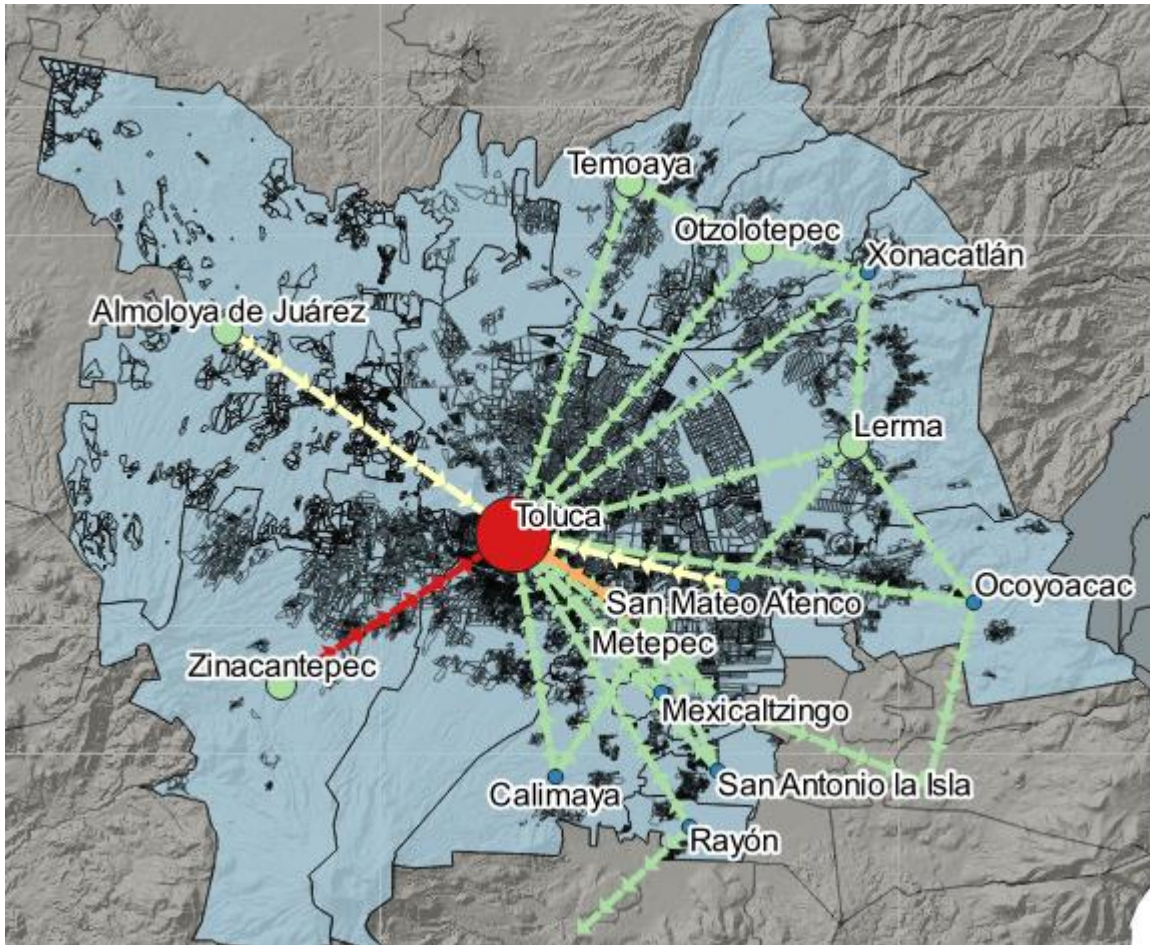 Temoaya
Otzolotepec
Xonacatlán
Almoloya de Juárez
Lerma
Toluca
Ocoyoacac
San Mateo Atenco
Metepec
Zinacantepec
Mexicaltzingo
San Antonio la Isla
Calimaya
Rayón